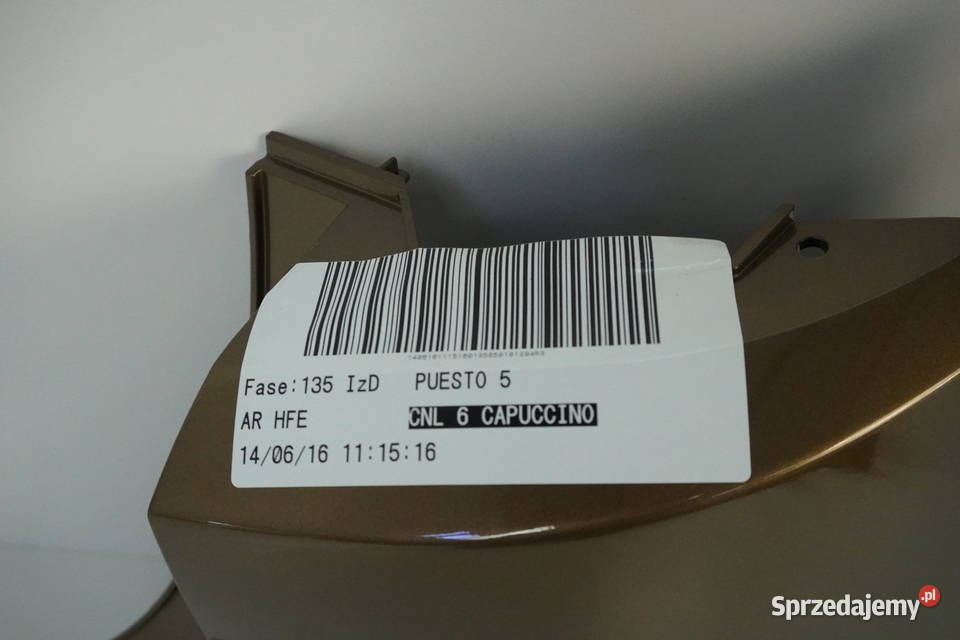 Fase:135 IzD PUESTO 5
AR HFE CNL 6 CAPUCCINO
14/06/16 11:15:16
Sprzedajemy.pl